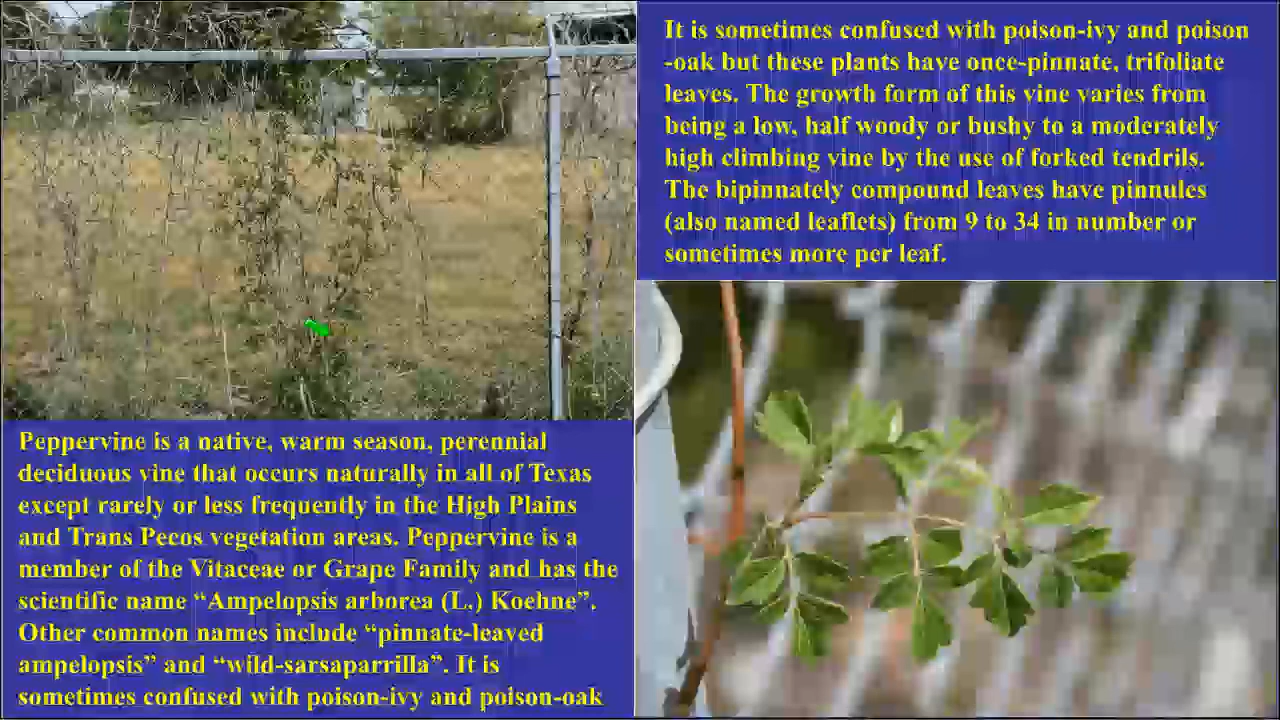 It is sometimes confused with poison-ivy and poison
-oak but these plants have once-pinnate, trifoliate
leaves. The growth form of this vine varies from
being a low, half woody or bushy to a moderately
high climbing vine by the use of forked tendrils.
The bipinnately compound leaves have pinnules
(also named leaflets) from 9 to 34 in number or
sometimes more per leaf.
Peppervine is a native, warm season, perennial
deciduous vine that occurs naturally in all of Texas
except rarely or less frequently in the High Plains
and Trans Pecos vegetation areas. Peppervine is a
member of the Vitaceae or Grape Family and has the
scientific name “Ampelopsis arborea (L.) Koehne”.
Other common names include “pinnate-leaved
ampelopsis” and “wild-sarsaparrilla”. It is
sometimes confused with poison-ivy and poison-oak